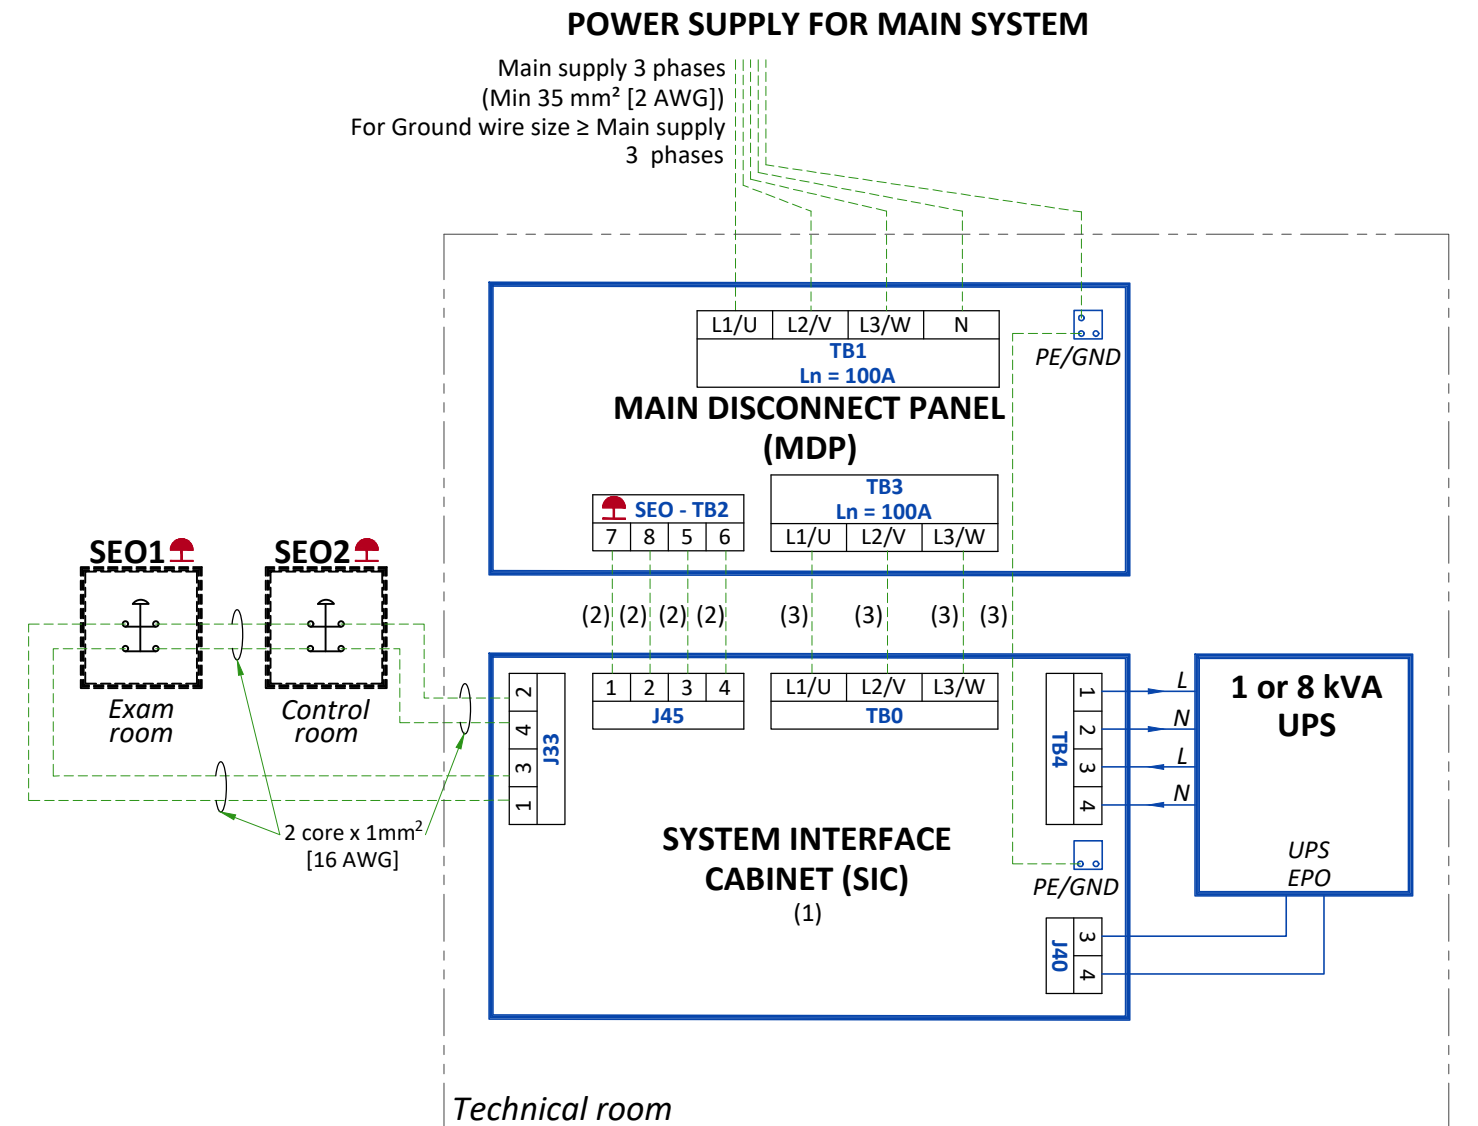 POWER SUPPLY FOR MAIN SYSTEM
Main supply 3 phases
(Min 35 mm² [2 AWG])
For Ground wire size ≥ Main supply
3 phases
L1/U L2/V L3/W N
TB1
Ln = 100A
PE/GND
MAIN DISCONNECT PANEL
(MDP)
TB3
Ln = 100A
L1/U L2/V L3/W
SEO - TB2
7 8 5 6
SEO1
SEO2
Exam
room
Control
room
(2) (2) (2) (2) (3) (3) (3) (3)
2 4 3 1
J33
1 2 3 4
J45
L1/U L2/V L3/W
TB0
1 2 3 4
TB4
L
N
L
N
1 or 8 kVA
UPS
UPS
EPO
2 core x 1mm²
[16 AWG]
SYSTEM INTERFACE
CABINET (SIC)
(1)
PE/GND
3 4
J40
Technical room